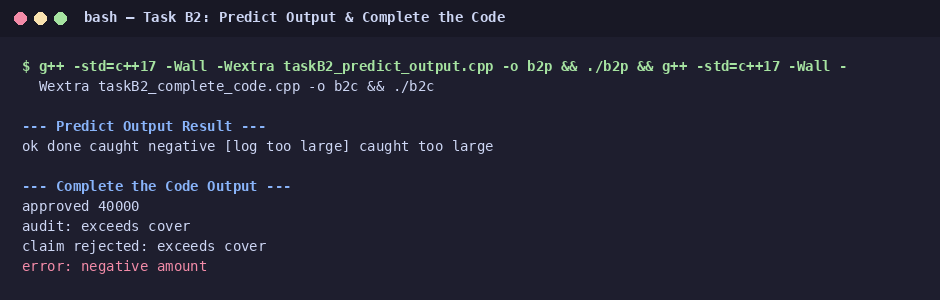 bash — Task B2: Predict Output & Complete the Code
$ g++ -std=c++17 -Wall -Wextra taskB2_predict_output.cpp -o b2p && ./b2p && g++ -std=c++17 -Wall -
Wextra taskB2_complete_code.cpp -o b2c && ./b2c
--- Predict Output Result ---
ok done caught negative [log too large] caught too large
--- Complete the Code Output ---
approved 40000
audit: exceeds cover
claim rejected: exceeds cover
error: negative amount